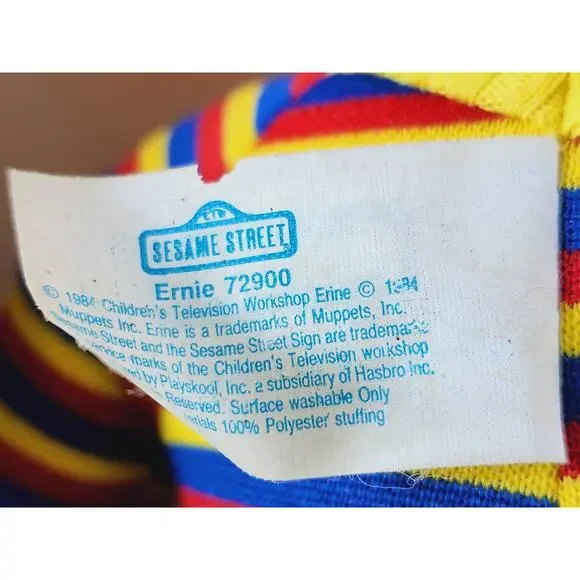 SESAME STREET
Ernie 72900
© 1984 Children's Television Workshop Erine © 1984
Muppets Inc. Erine is a trademarks of Muppets, Inc.
Sesame Street and the Sesame Street Sign are trademarks
service marks of the Children's Television workshop
by Playskool, Inc. a subsidiary of Hasbro Inc.
Reserved. Surface washable Only
100% Polyester stuffing